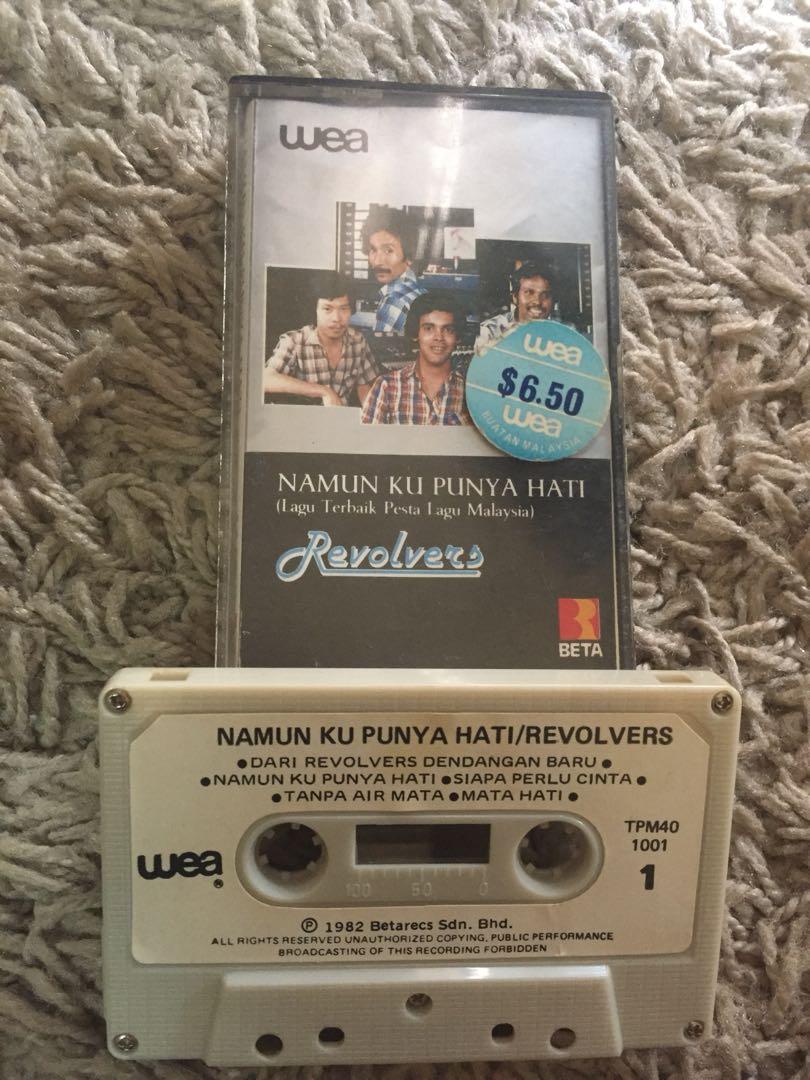 wea
wea
$6.50
wea
BUATAN MALAYSIA
NAMUN KU PUNYA HATI
(Lagu Terbaik Pesta Lagu Malaysia)
Revolvers
BETA
NAMUN KU PUNYA HATI/REVOLVERS
●DARI REVOLVERS DENDANGAN BARU●
●NAMUN KU PUNYA HATI●SIAPA PERLU CINTA●
●TANPA AIR MATA●MATA HATI●
TPM40
1001
wea®
1
100 50 0
Ⓟ 1982 Betarecs Sdn. Bhd.
ALL RIGHTS RESERVED UNAUTHORIZED COPYING, PUBLIC PERFORMANCE
BROADCASTING OF THIS RECORDING FORBIDDEN